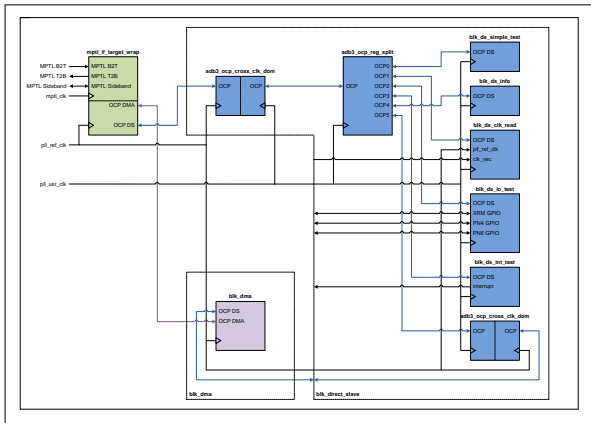 mptl_if_target_wrap
MPTL B2T
MPTL T2B
MPTL Sideband
mptl_clk
MPTL B2T
MPTL T2B
MPTL Sideband
OCP DMA
OCP DS
pll_ref_clk
pll_usr_clk
adb3_ocp_cross_clk_dom
OCP
OCP
adb3_ocp_reg_split
OCP
OCP0
OCP1
OCP2
OCP3
OCP4
OCP5
blk_ds_simple_test
OCP DS
blk_ds_info
OCP DS
blk_ds_clk_read
OCP DS
pll_ref_clk
clk_vec
blk_ds_io_test
OCP DS
XRM GPIO
PN4 GPIO
PN6 GPIO
blk_ds_int_test
OCP DS
interrupt
adb3_ocp_cross_clk_dom
OCP
OCP
blk_dma
OCP DS
OCP DMA
blk_dma
blk_direct_slave